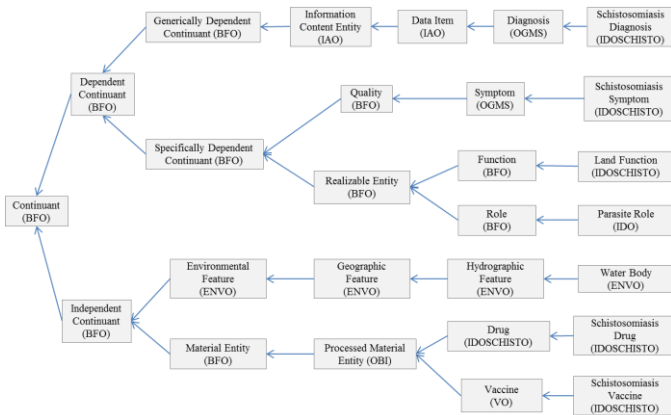 Generically Dependent
Continuant (BFO)
Information
Content Entity
(IAO)
Data Item
(IAO)
Diagnosis
(OGMS)
Schistosomiasis
Diagnosis
(IDOSCHISTO)
Dependent
Continuant
(BFO)
Quality
(BFO)
Symptom
(OGMS)
Schistosomiasis
Symptom
(IDOSCHISTO)
Specifically Dependent
Continuant (BFO)
Function
(BFO)
Land Function
(IDOSCHISTO)
Realizable Entity
(BFO)
Continuant
(BFO)
Role
(BFO)
Parasite Role
(IDO)
Environmental
Feature
(ENVO)
Geographic
Feature
(ENVO)
Hydrographic
Feature
(ENVO)
Water Body
(ENVO)
Independent
Continuant
(BFO)
Drug
(IDOSCHISTO)
Schistosomiasis
Drug
(IDOSCHISTO)
Material Entity
(BFO)
Processed Material
Entity (OBI)
Vaccine
(VO)
Schistosomiasis
Vaccine
(IDOSCHISTO)